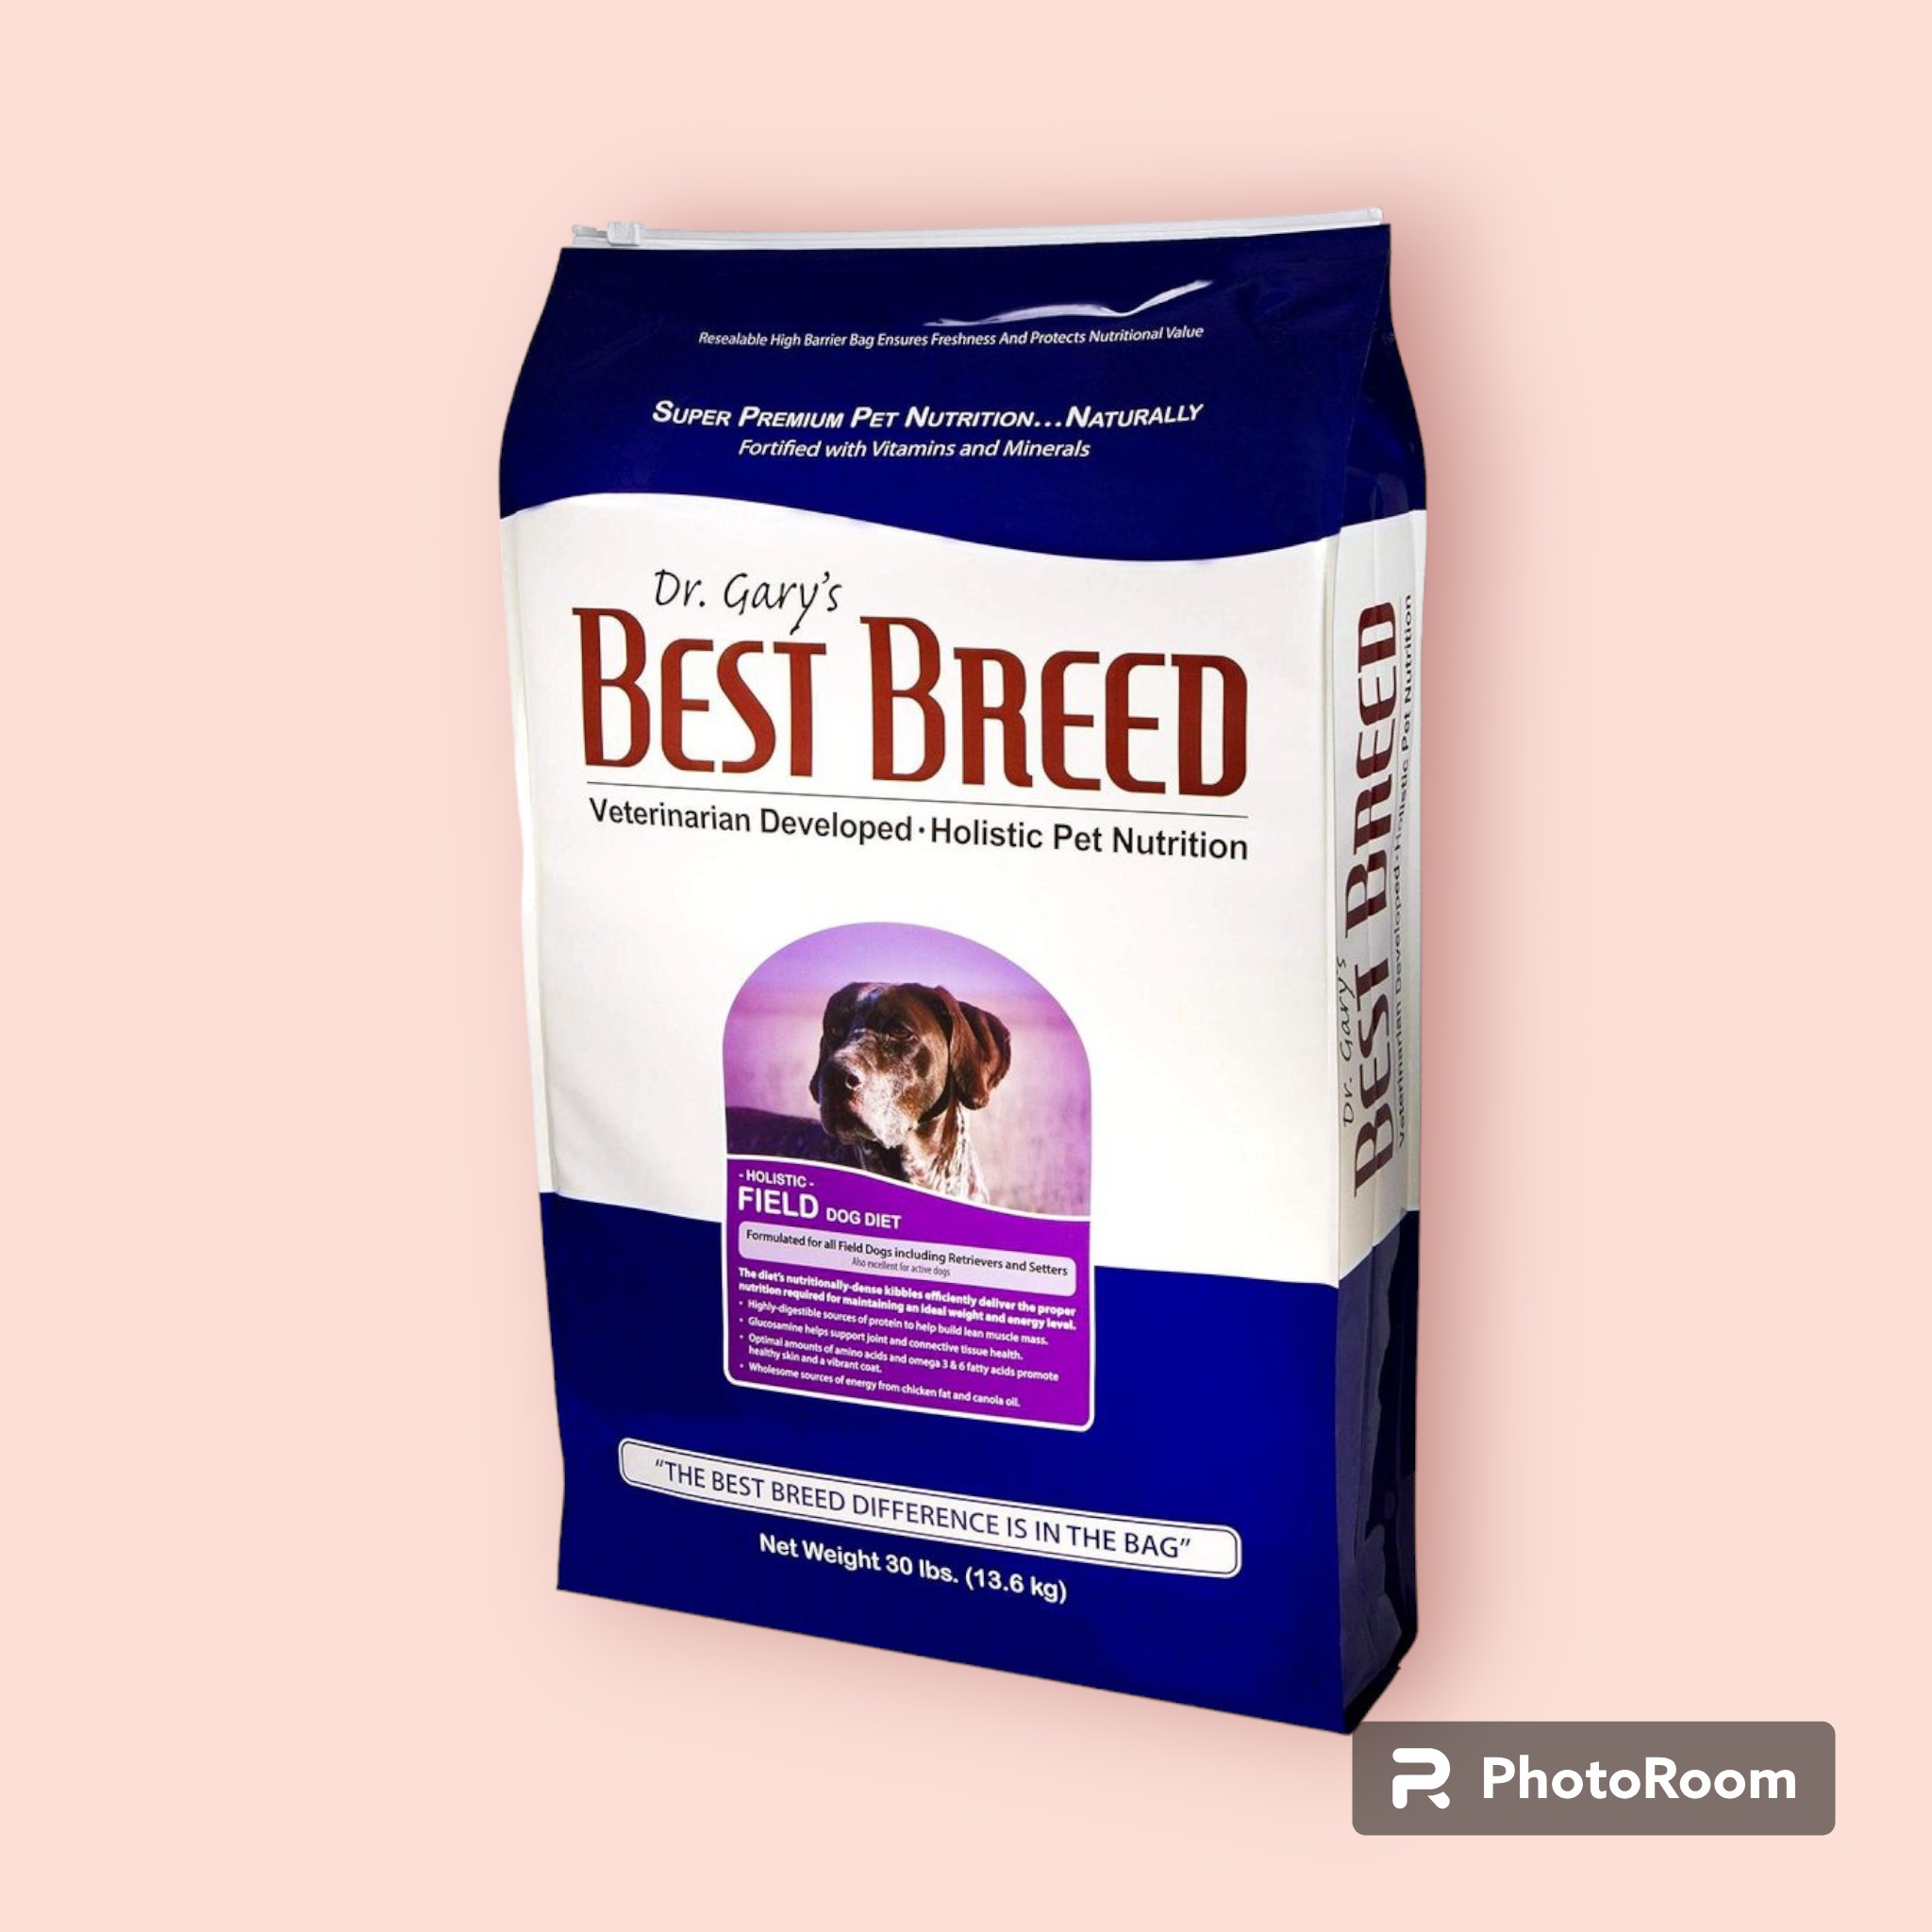 Resealable High Barrier Bag Ensures Freshness And Protects Nutritional Value
SUPER PREMIUM PET NUTRITION...NATURALLY
Fortified with Vitamins and Minerals
Dr. Gary's
BEST BREED
Veterinarian Developed · Holistic Pet Nutrition
- HOLISTIC -
FIELD DOG DIET
Formulated for all Field Dogs including Retrievers and Setters
Also excellent for active dogs
The diet's nutritionally-dense kibbles efficiently deliver the proper
nutrition required for maintaining an ideal weight and energy level.
• Highly-digestible sources of protein to help build lean muscle mass.
• Glucosamine helps support joint and connective tissue health.
• Optimal amounts of amino acids and omega 3 & 6 fatty acids promote
healthy skin and a vibrant coat.
• Wholesome sources of energy from chicken fat and canola oil.
"THE BEST BREED DIFFERENCE IS IN THE BAG"
Net Weight 30 lbs. (13.6 kg)
Dr. Gary's
BEST BREED
Veterinarian Developed · Holistic Pet Nutrition
PhotoRoom